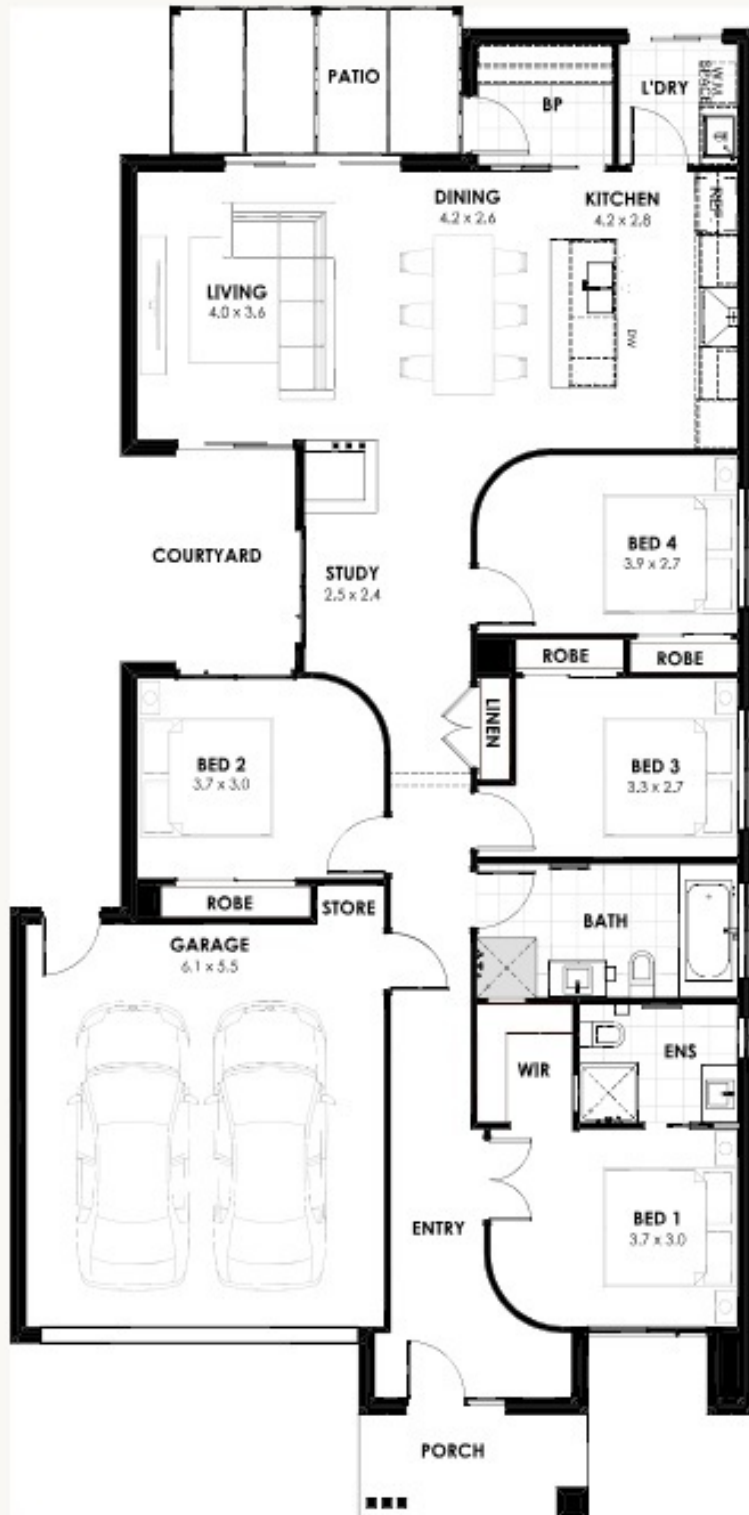 PATIO
BP
L'DRY
W.M
SPACE
DINING
4.2 x 2.6
KITCHEN
4.2 x 2.8
REF
LIVING
4.0 x 3.6
DW
COURTYARD
STUDY
2.5 x 2.4
BED 4
3.9 x 2.7
ROBE
ROBE
LINEN
BED 2
3.7 x 3.0
BED 3
3.3 x 2.7
ROBE
STORE
GARAGE
6.1 x 5.5
BATH
WIR
ENS
ENTRY
BED 1
3.7 x 3.0
PORCH